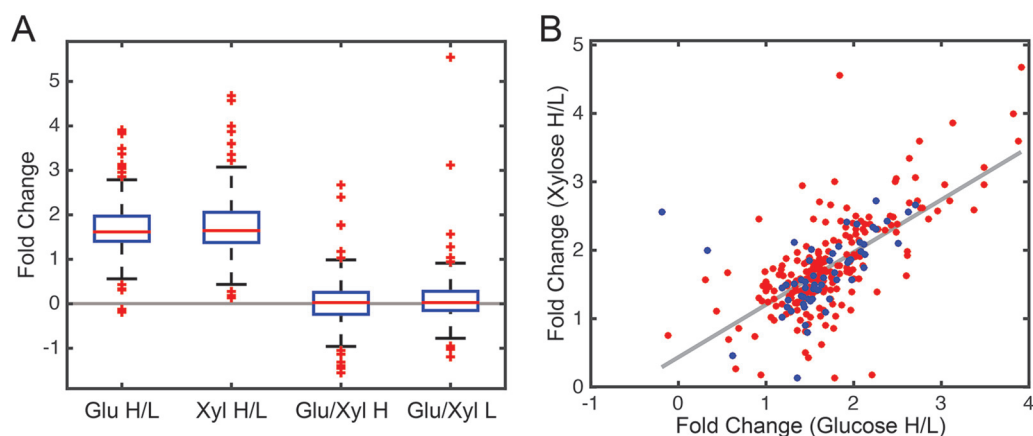 A
Fold Change
5
4
3
2
1
0
-1
Glu H/L Xyl H/L Glu/Xyl H Glu/Xyl L
B
Fold Change (Xylose H/L)
5
4
3
2
1
0
-1 0 1 2 3 4
Fold Change (Glucose H/L)